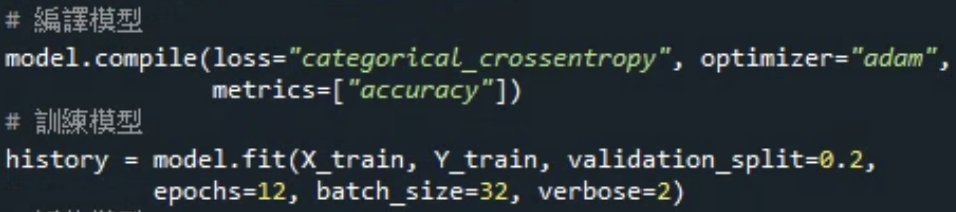 # 編譯模型
model.compile(loss="categorical_crossentropy", optimizer="adam",
metrics=["accuracy"])
# 訓練模型
history = model.fit(X_train, Y_train, validation_split=0.2,
epochs=12, batch_size=32, verbose=2)